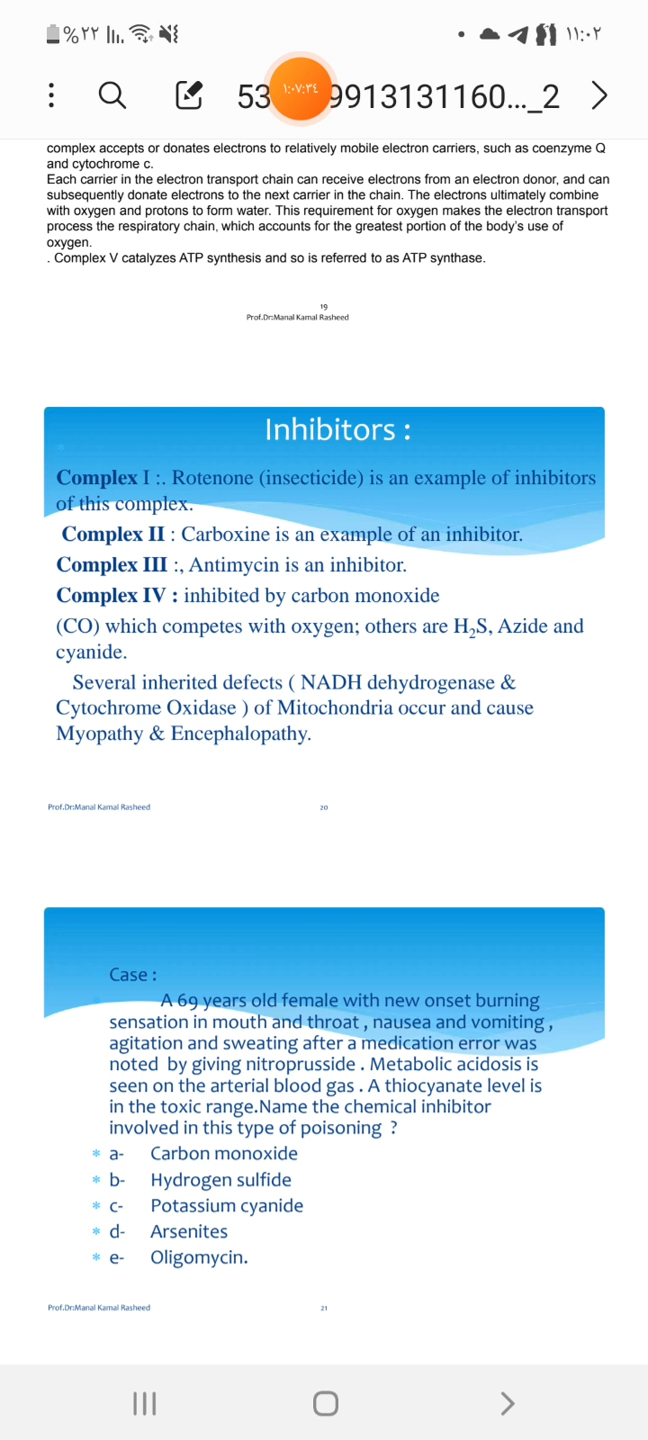 %٢٢ ١١:٠٢
53 ١:٠٧:٣٤ 9913131160..._2
complex accepts or donates electrons to relatively mobile electron carriers, such as coenzyme Q
and cytochrome c.
Each carrier in the electron transport chain can receive electrons from an electron donor, and can
subsequently donate electrons to the next carrier in the chain. The electrons ultimately combine
with oxygen and protons to form water. This requirement for oxygen makes the electron transport
process the respiratory chain, which accounts for the greatest portion of the body's use of
oxygen.
. Complex V catalyzes ATP synthesis and so is referred to as ATP synthase.
19
Prof.Dr:Manal Kamal Rasheed
Inhibitors :
Complex I :. Rotenone (insecticide) is an example of inhibitors
of this complex.
Complex II : Carboxine is an example of an inhibitor.
Complex III :, Antimycin is an inhibitor.
Complex IV : inhibited by carbon monoxide
(CO) which competes with oxygen; others are H₂S, Azide and
cyanide.
Several inherited defects ( NADH dehydrogenase &
Cytochrome Oxidase ) of Mitochondria occur and cause
Myopathy & Encephalopathy.
Prof.Dr:Manal Kamal Rasheed 20
Case :
A 69 years old female with new onset burning
sensation in mouth and throat , nausea and vomiting ,
agitation and sweating after a medication error was
noted by giving nitroprusside . Metabolic acidosis is
seen on the arterial blood gas . A thiocyanate level is
in the toxic range.Name the chemical inhibitor
involved in this type of poisoning ?
* a- Carbon monoxide
* b- Hydrogen sulfide
* c- Potassium cyanide
* d- Arsenites
* e- Oligomycin.
Prof.Dr:Manal Kamal Rasheed 21